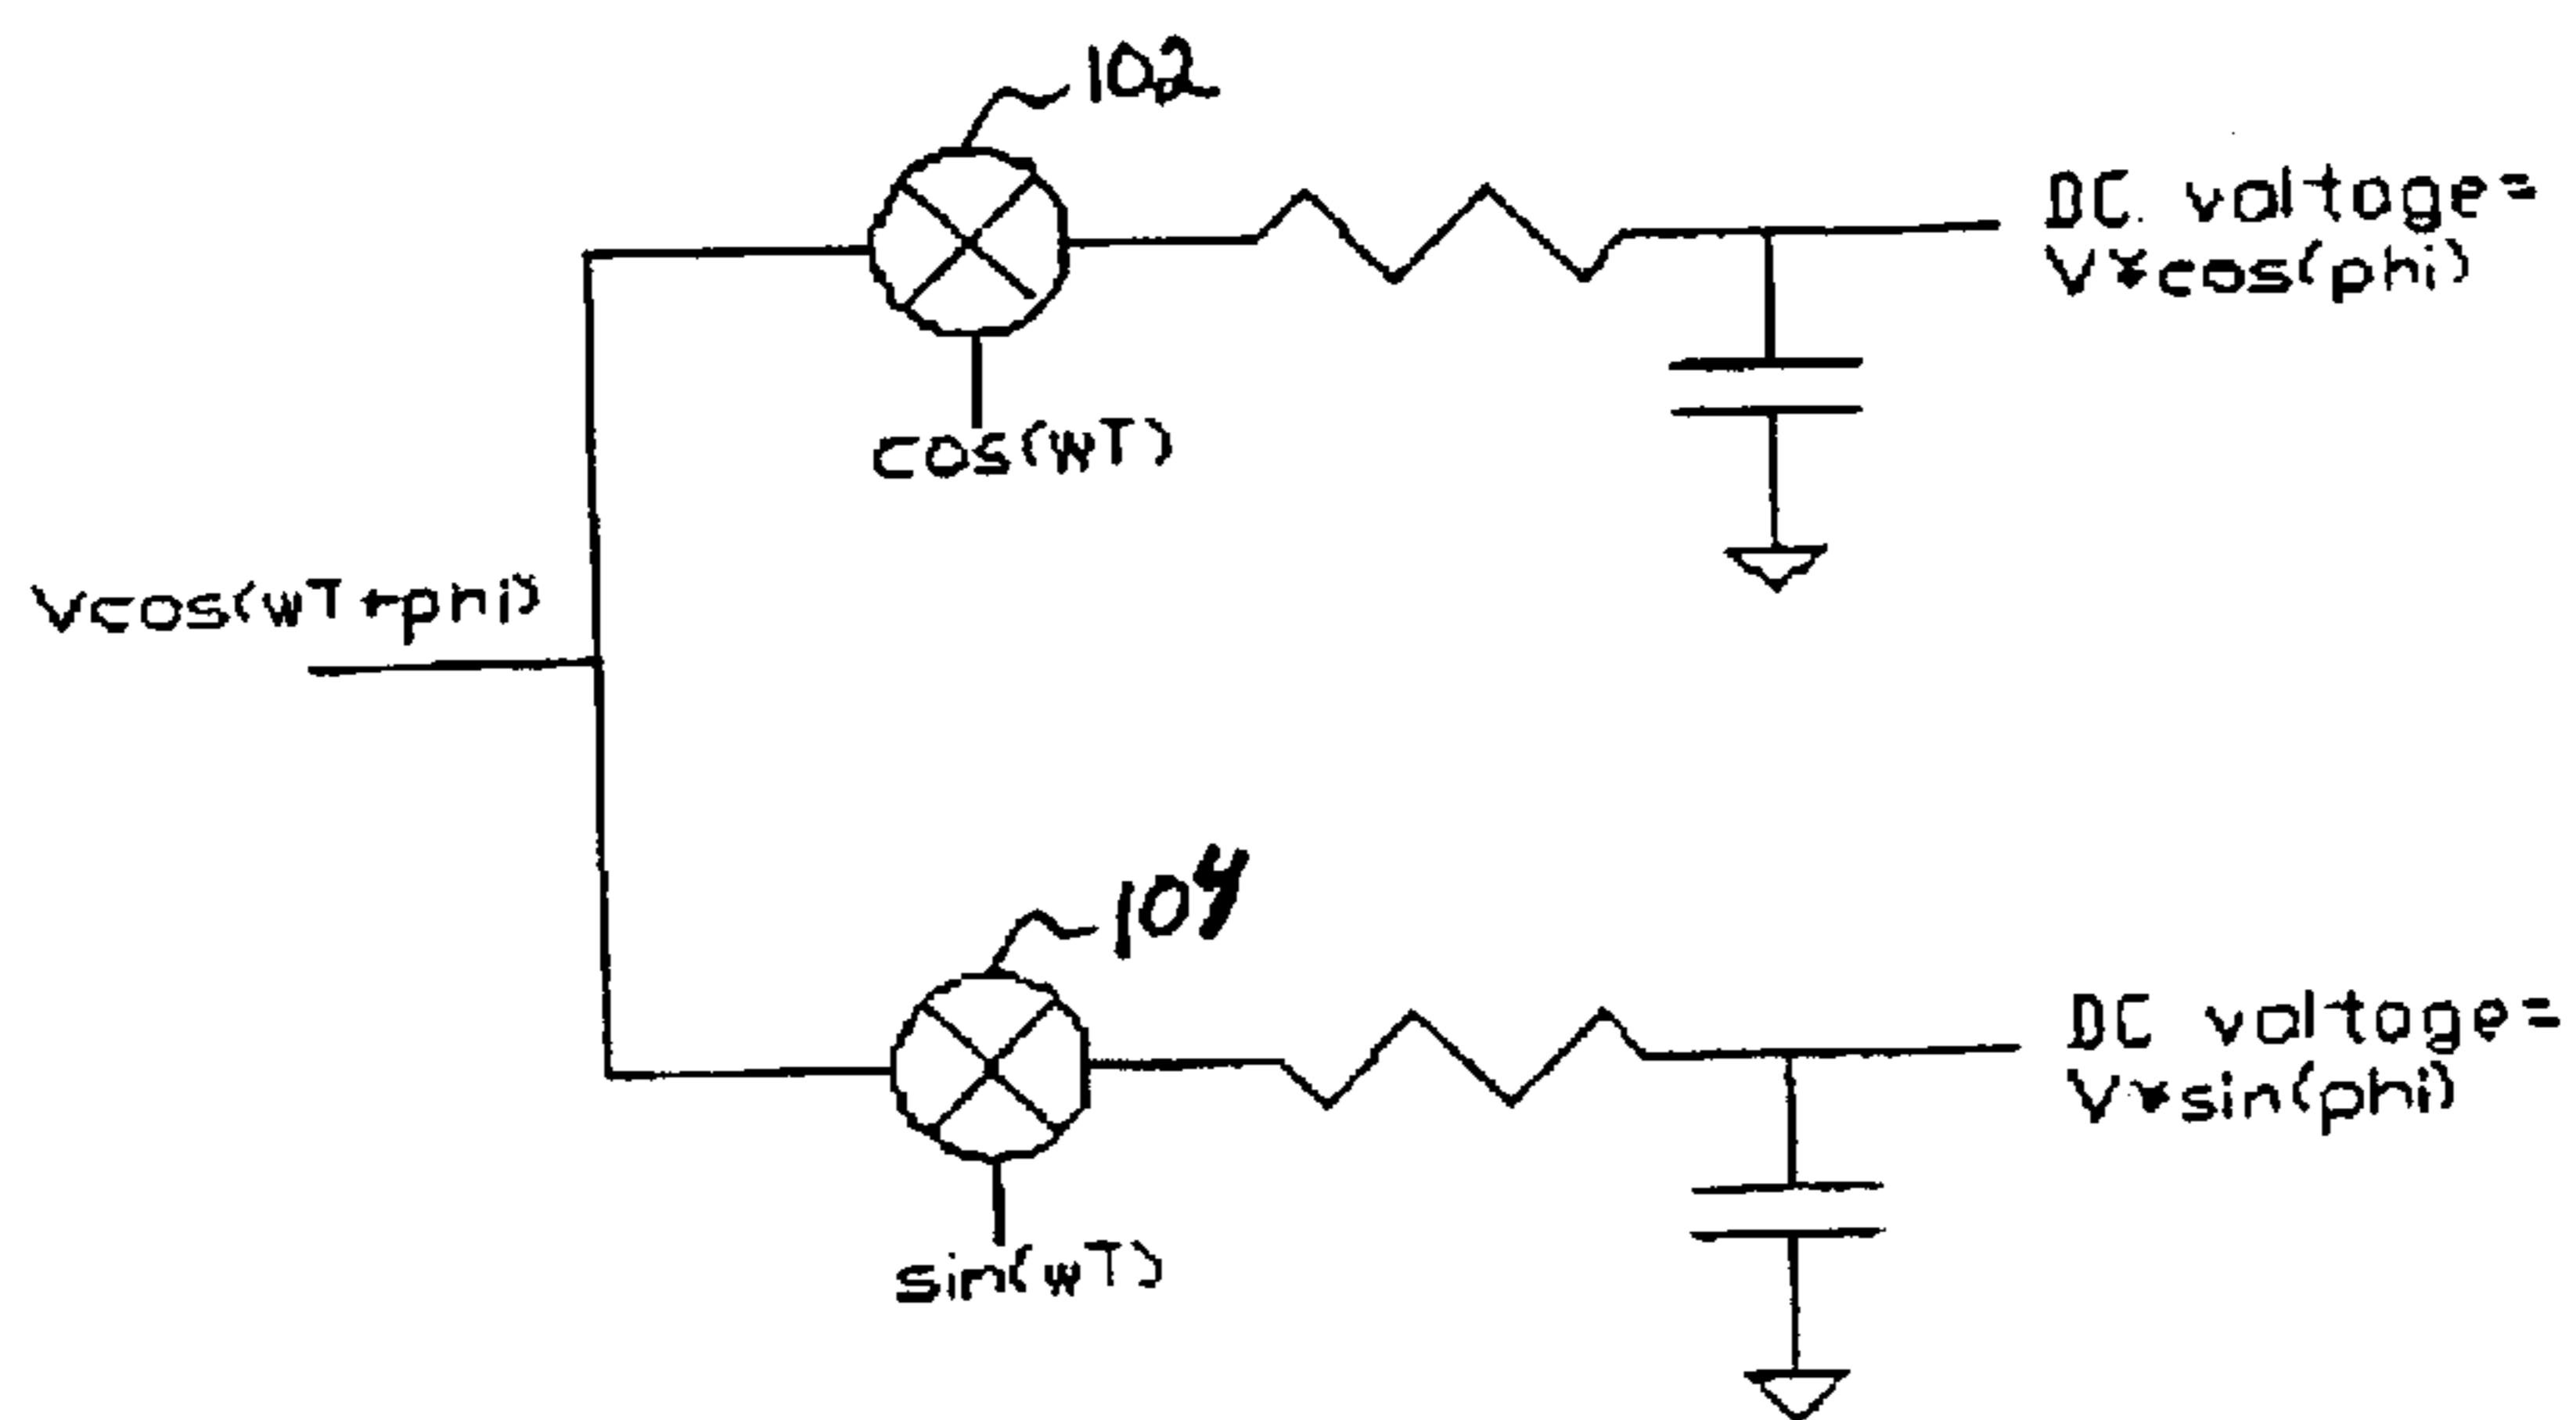 102
DC voltage=
V*cos(phi)
cos(wT)
Vcos(wT+phi)
104
DC voltage=
V*sin(phi)
sin(wT)